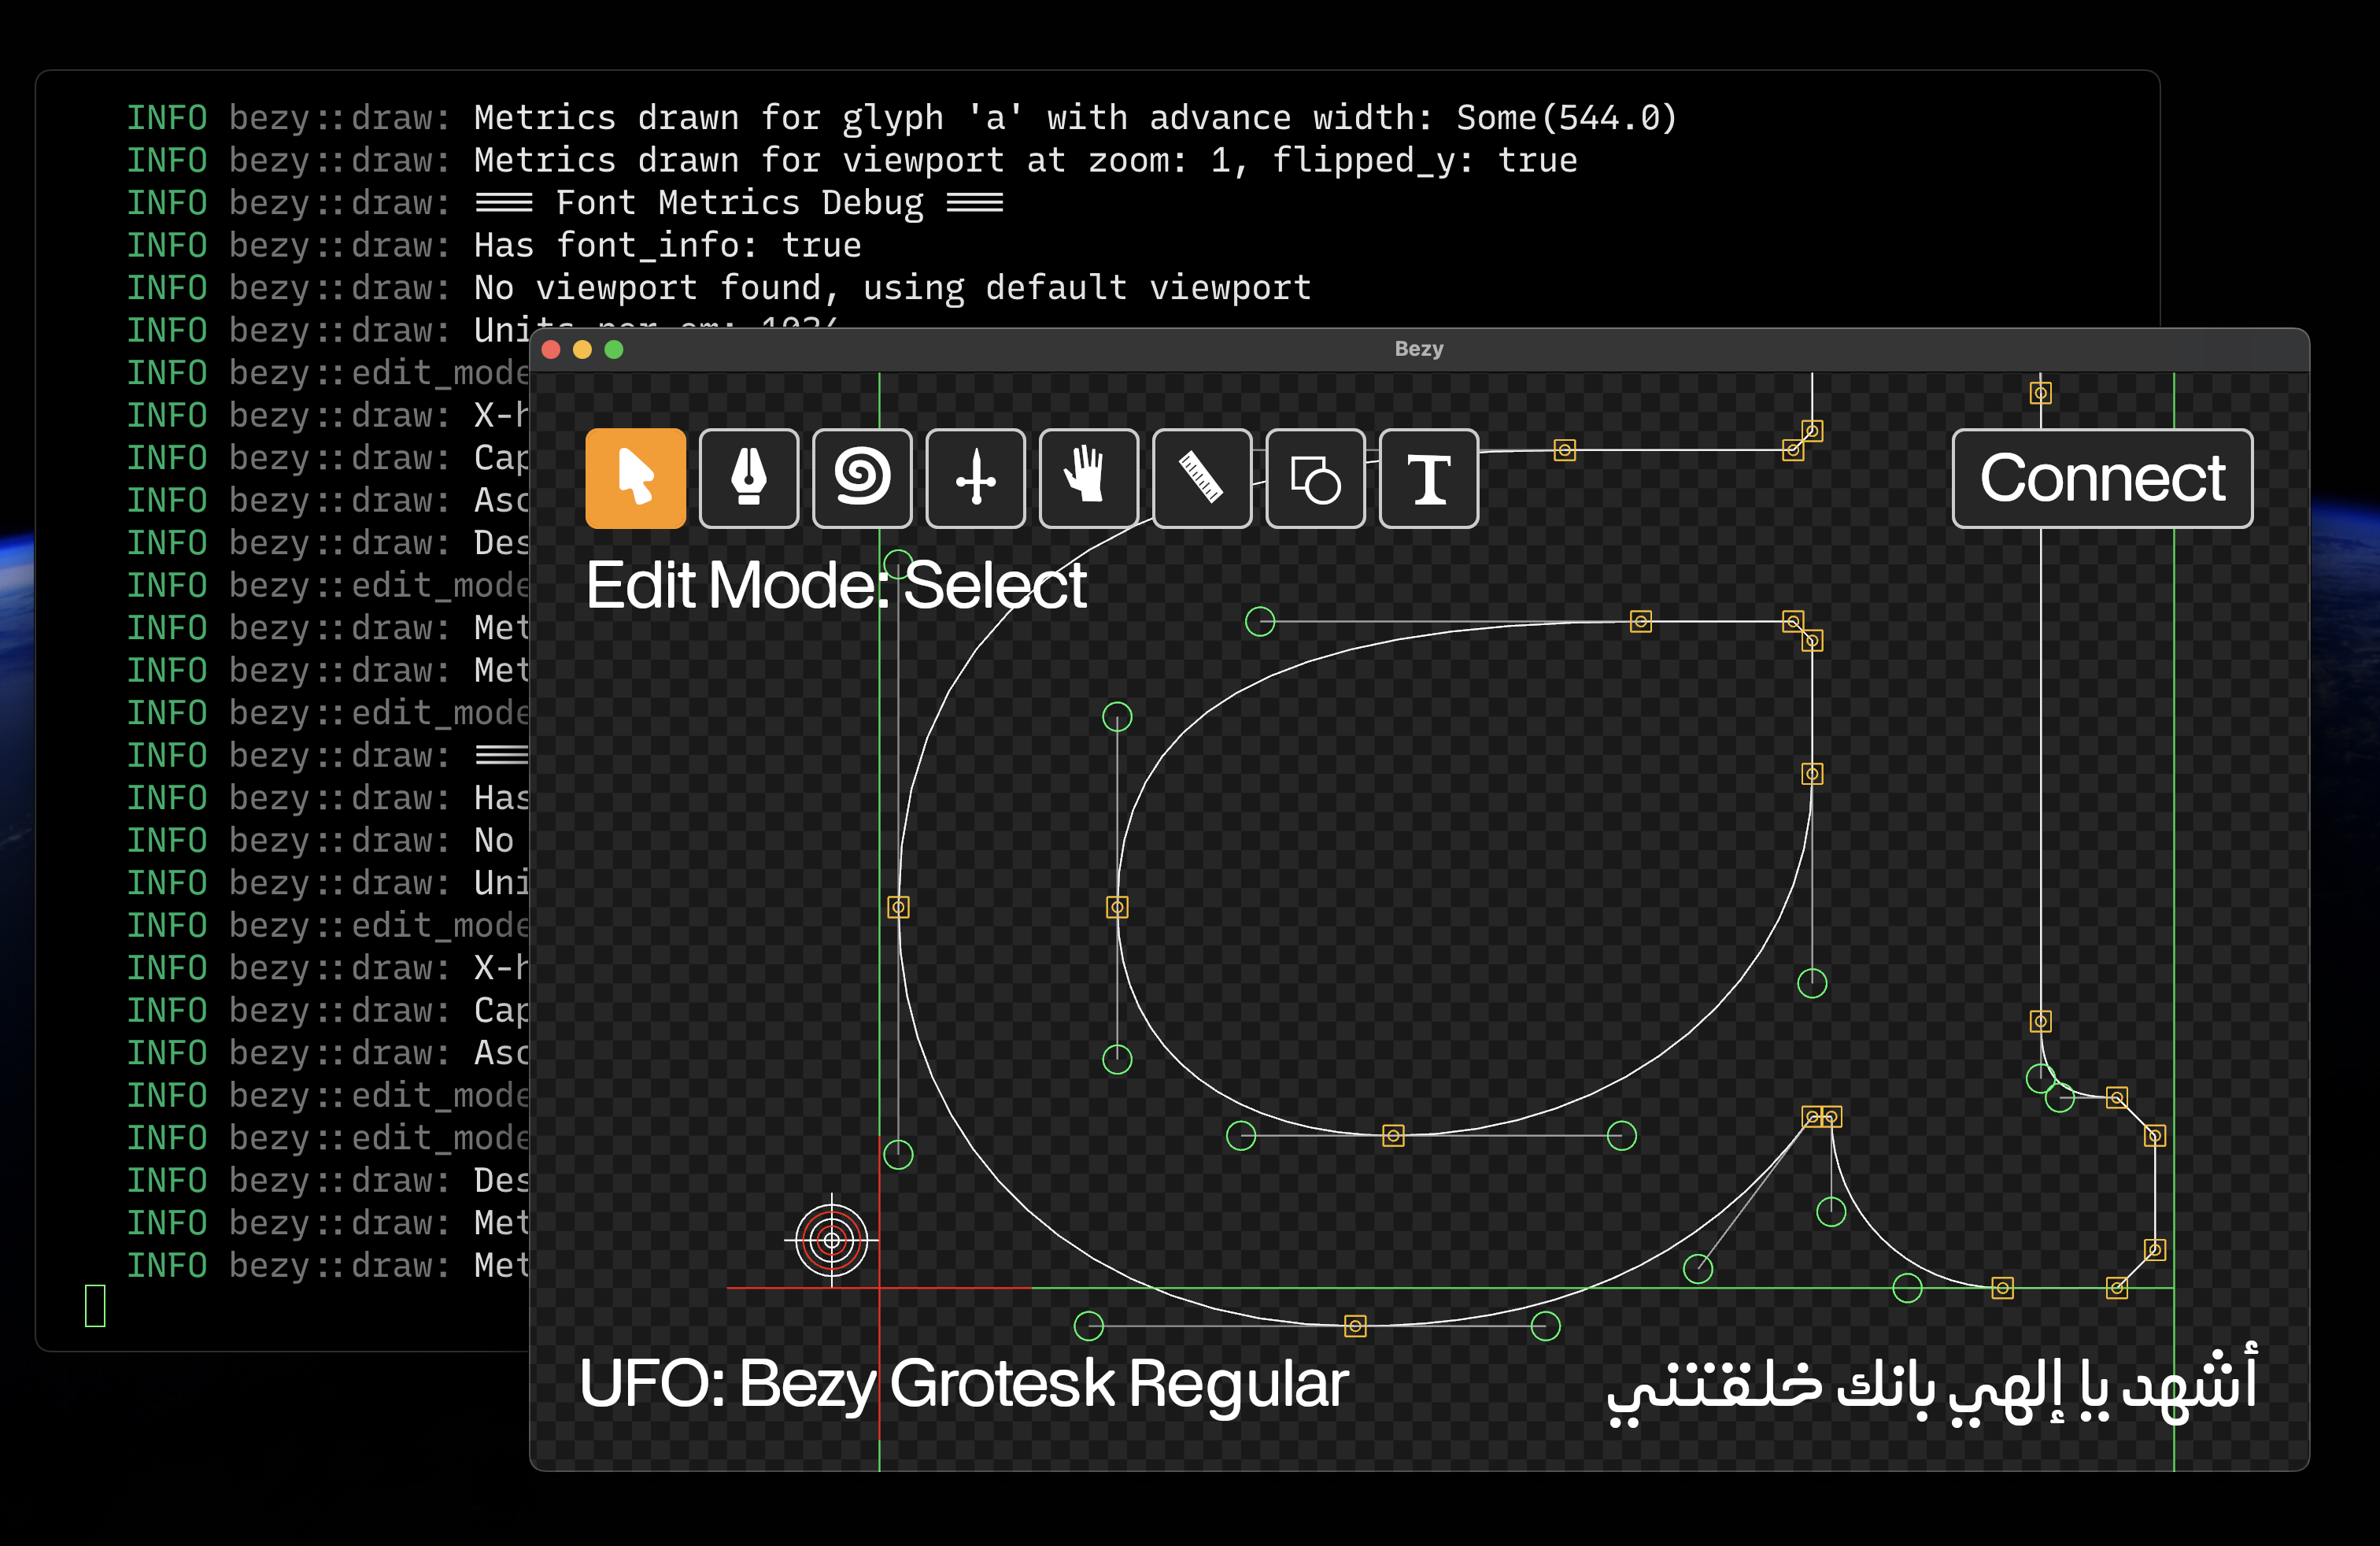 INFO bezy::draw: Metrics drawn for glyph 'a' with advance width: Some(544.0)
INFO bezy::draw: Metrics drawn for viewport at zoom: 1, flipped_y: true
INFO bezy::draw: === Font Metrics Debug ===
INFO bezy::draw: Has font_info: true
INFO bezy::draw: No viewport found, using default viewport
INFO bezy::draw: Units per em:
INFO bezy::edit_mode
INFO bezy::draw: X-h
INFO bezy::draw: Cap
INFO bezy::draw: Asc
INFO bezy::draw: Des
INFO bezy::edit_mode
INFO bezy::draw: Met
INFO bezy::draw: Met
INFO bezy::edit_mode
INFO bezy::draw: ===
INFO bezy::draw: Has
INFO bezy::draw: No
INFO bezy::draw: Uni
INFO bezy::edit_mode
INFO bezy::draw: X-h
INFO bezy::draw: Cap
INFO bezy::draw: Asc
INFO bezy::edit_mode
INFO bezy::edit_mode
INFO bezy::draw: Des
INFO bezy::draw: Met
INFO bezy::draw: Met
Bezy
T
Connect
Edit Mode: Select
UFO: Bezy Grotesk Regular
أشهد يا إلهي بانك خلقتني